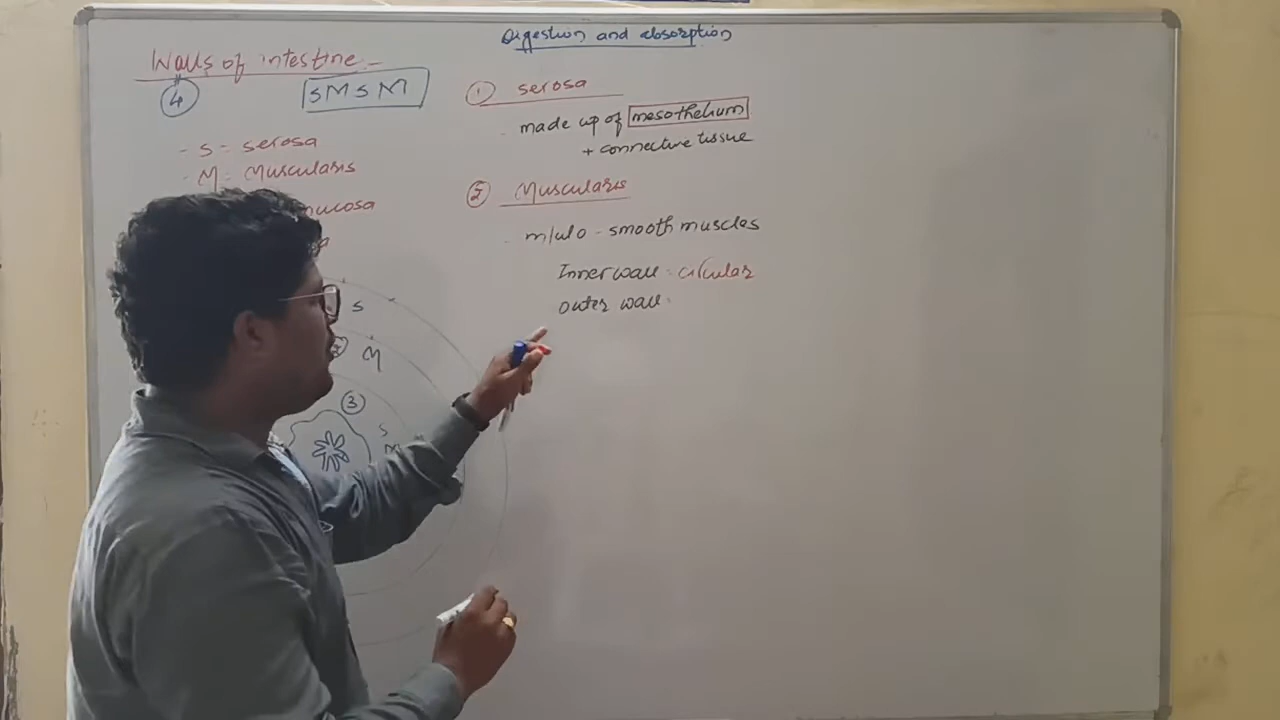 Digestion and absorption
Walls of intestine :-
4
SMSM
- S = serosa
- M = Muscularis
mucosa
S
M
3
S
M
① serosa
- made up of mesothelium
+ connective tissue
② Muscularis
- m/u/o - smooth muscles
Inner wall = circular
outer wall =